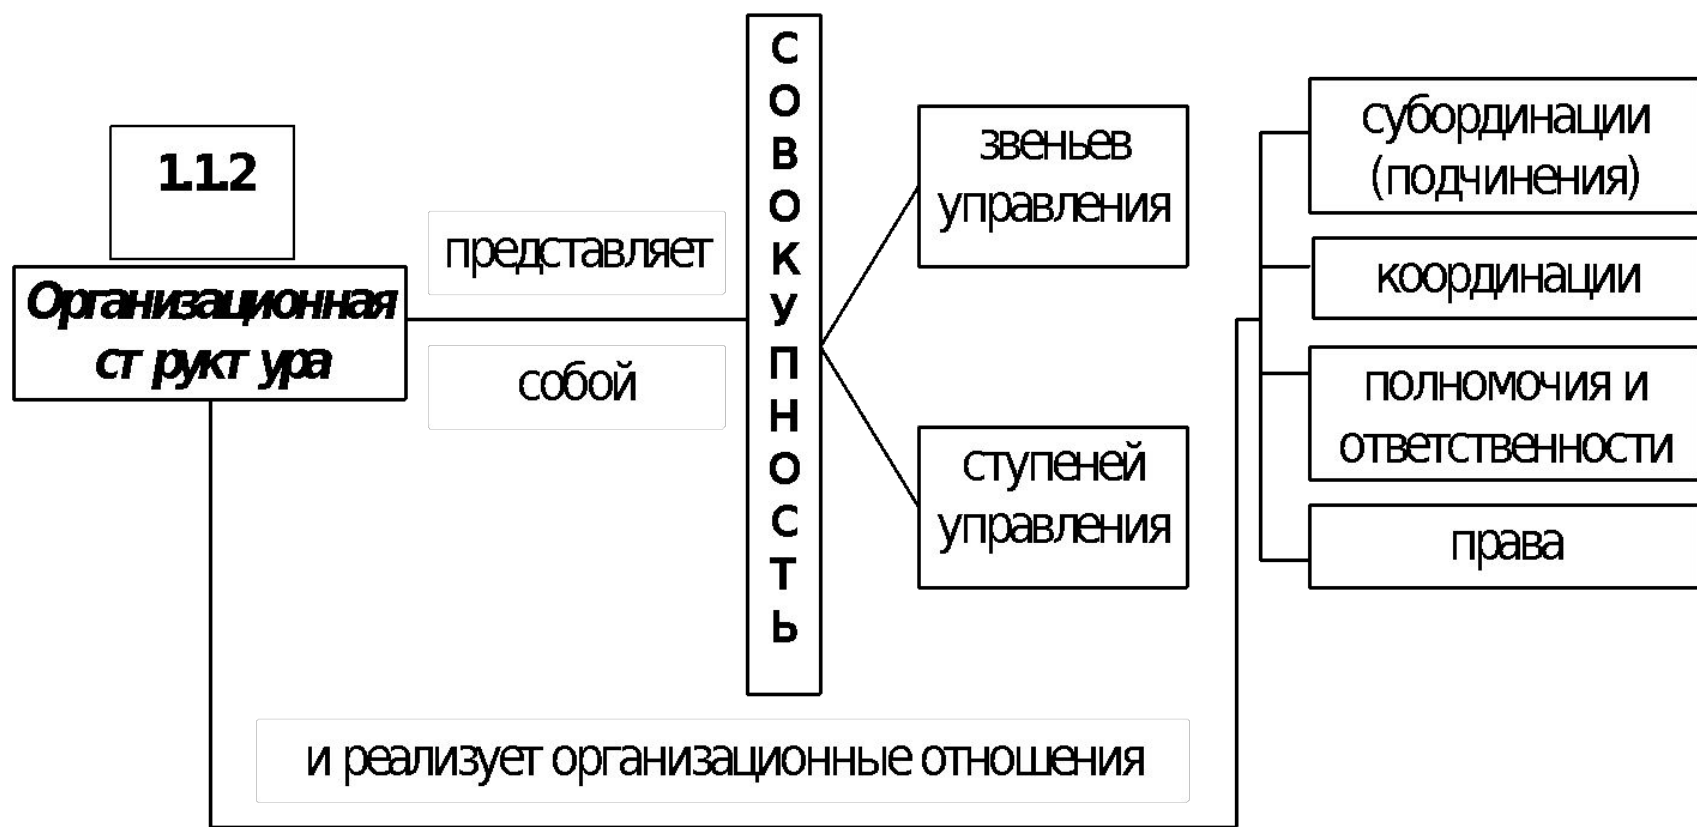 1.1.2
Организационная
структура
представляет
собой
СОВОКУПНОСТЬ
звеньев
управления
ступеней
управления
и реализует организационные отношения
субординации
(подчинения)
координации
полномочия и
ответственности
права